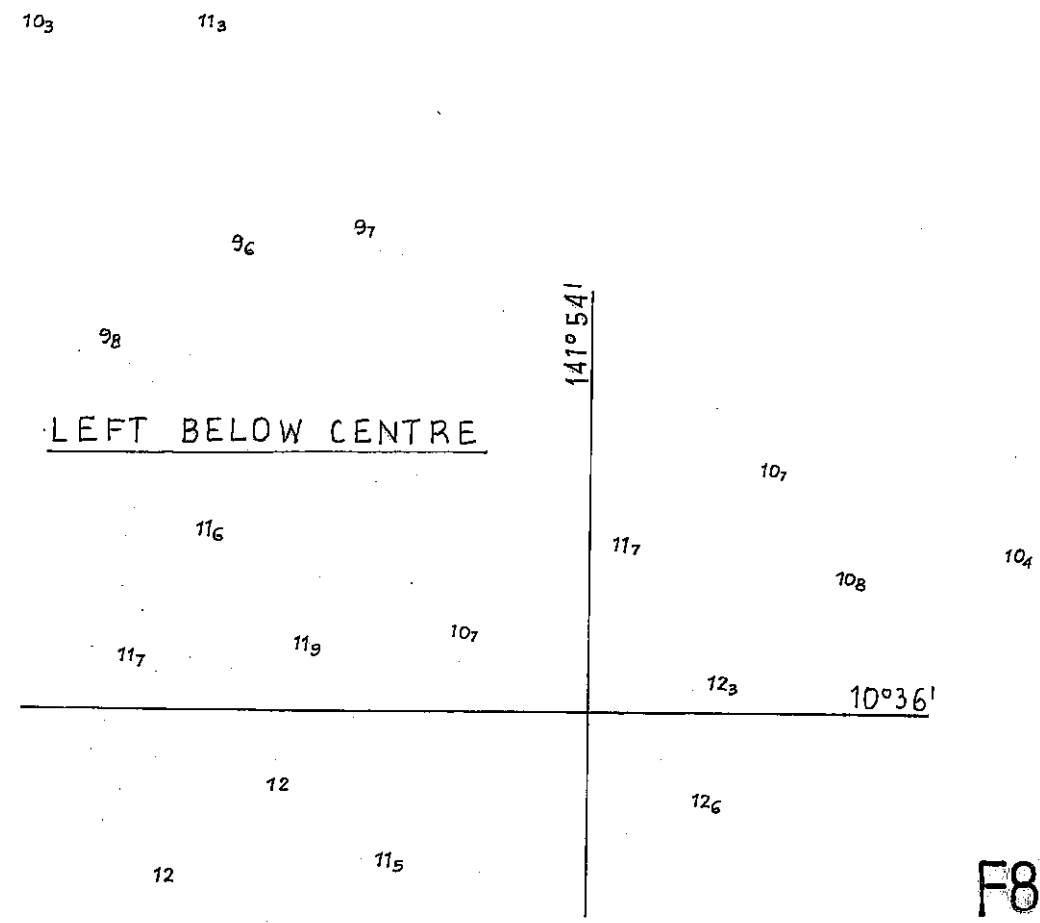 10₃ 11₃
9₆ 9₇
9₈
141°54'
LEFT BELOW CENTRE
10₇
11₆ 11₇ 10₄
10₈
11₇ 11₉ 10₇
12₃ 10°36'
12 12₆
12 11₅
F8